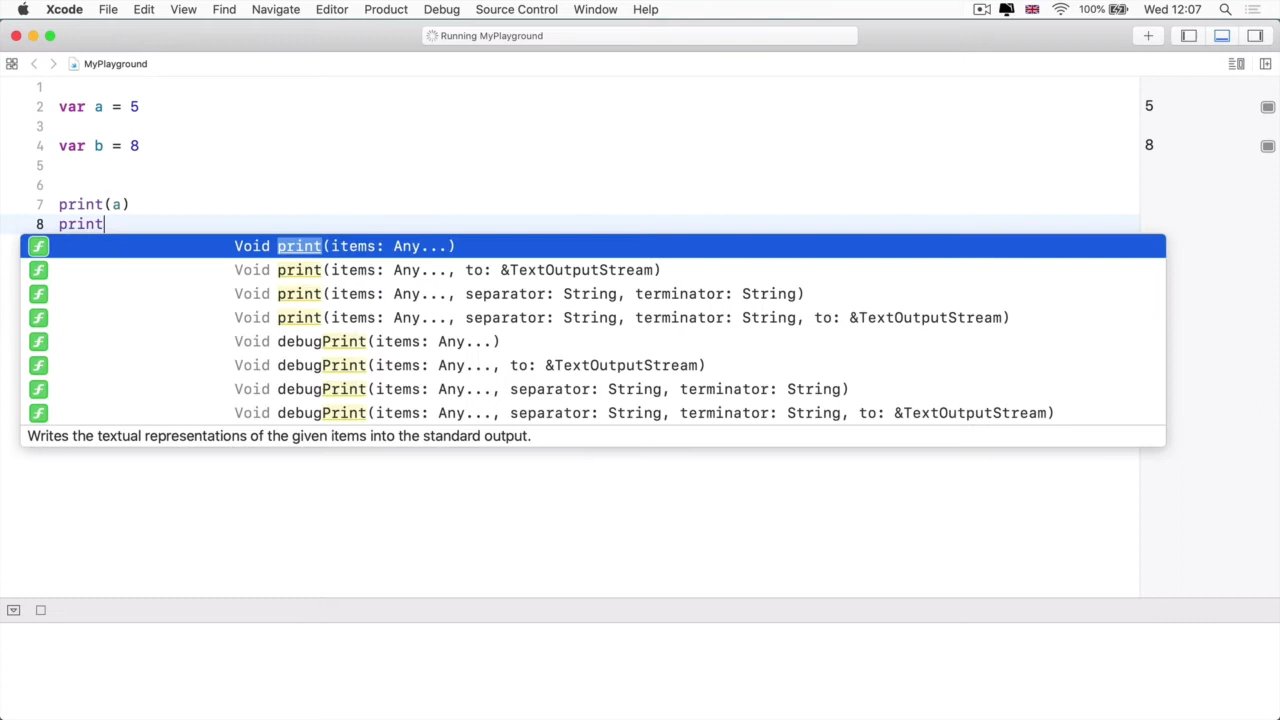 Xcode File Edit View Find Navigate Editor Product Debug Source Control Window Help 100% Wed 12:07
Running MyPlayground
MyPlayground
1
2 var a = 5 5
3
4 var b = 8 8
5
6
7 print(a)
8 print
f Void print(items: Any...)
f Void print(items: Any..., to: &TextOutputStream)
f Void print(items: Any..., separator: String, terminator: String)
f Void print(items: Any..., separator: String, terminator: String, to: &TextOutputStream)
f Void debugPrint(items: Any...)
f Void debugPrint(items: Any..., to: &TextOutputStream)
f Void debugPrint(items: Any..., separator: String, terminator: String)
f Void debugPrint(items: Any..., separator: String, terminator: String, to: &TextOutputStream)
Writes the textual representations of the given items into the standard output.